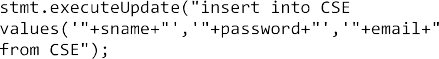 stmt.executeUpdate("insert into CSE
values('"+sname+"','"+password+"','"+email+"
from CSE");